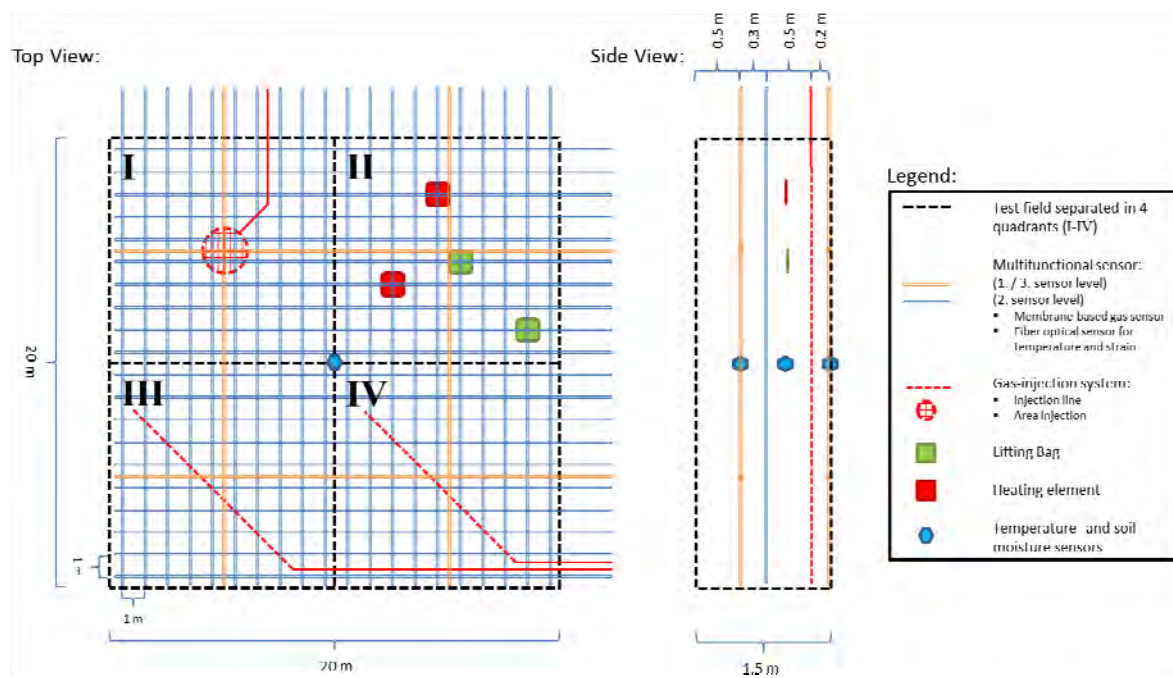 Top View:
Side View:
0.5 m
0.3 m
0.5 m
0.2 m
I
II
III
IV
20 m
1 m
20 m
1,5 m
Legend:
Test field separated in 4
quadrants (I-IV)
Multifunctional sensor:
(1. / 3. sensor level)
(2. sensor level)
▪ Membrane-based gas sensor
▪ Fiber optical sensor for
temperature and strain
Gas-injection system:
▪ Injection line
▪ Area injection
Lifting Bag
Heating element
Temperature- and soil
moisture sensors